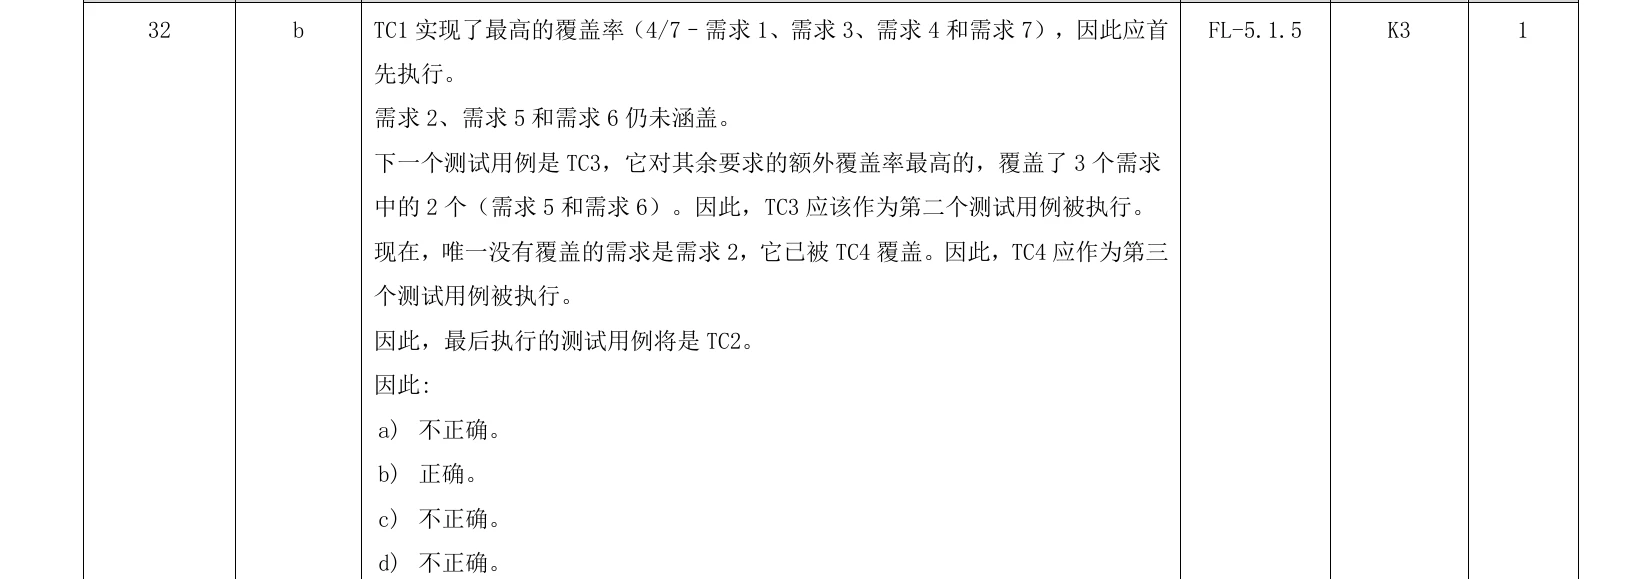 32 b TC1 实现了最高的覆盖率（4/7–需求 1、需求 3、需求 4 和需求 7），因此应首 FL-5.1.5 K3 1
先执行。
需求 2、需求 5 和需求 6 仍未涵盖。
下一个测试用例是 TC3，它对其余要求的额外覆盖率最高的，覆盖了 3 个需求
中的 2 个（需求 5 和需求 6）。因此，TC3 应该作为第二个测试用例被执行。
现在，唯一没有覆盖的需求是需求 2，它已被 TC4 覆盖。因此，TC4 应作为第三
个测试用例被执行。
因此，最后执行的测试用例将是 TC2。
因此:
a) 不正确。
b) 正确。
c) 不正确。
d) 不正确。